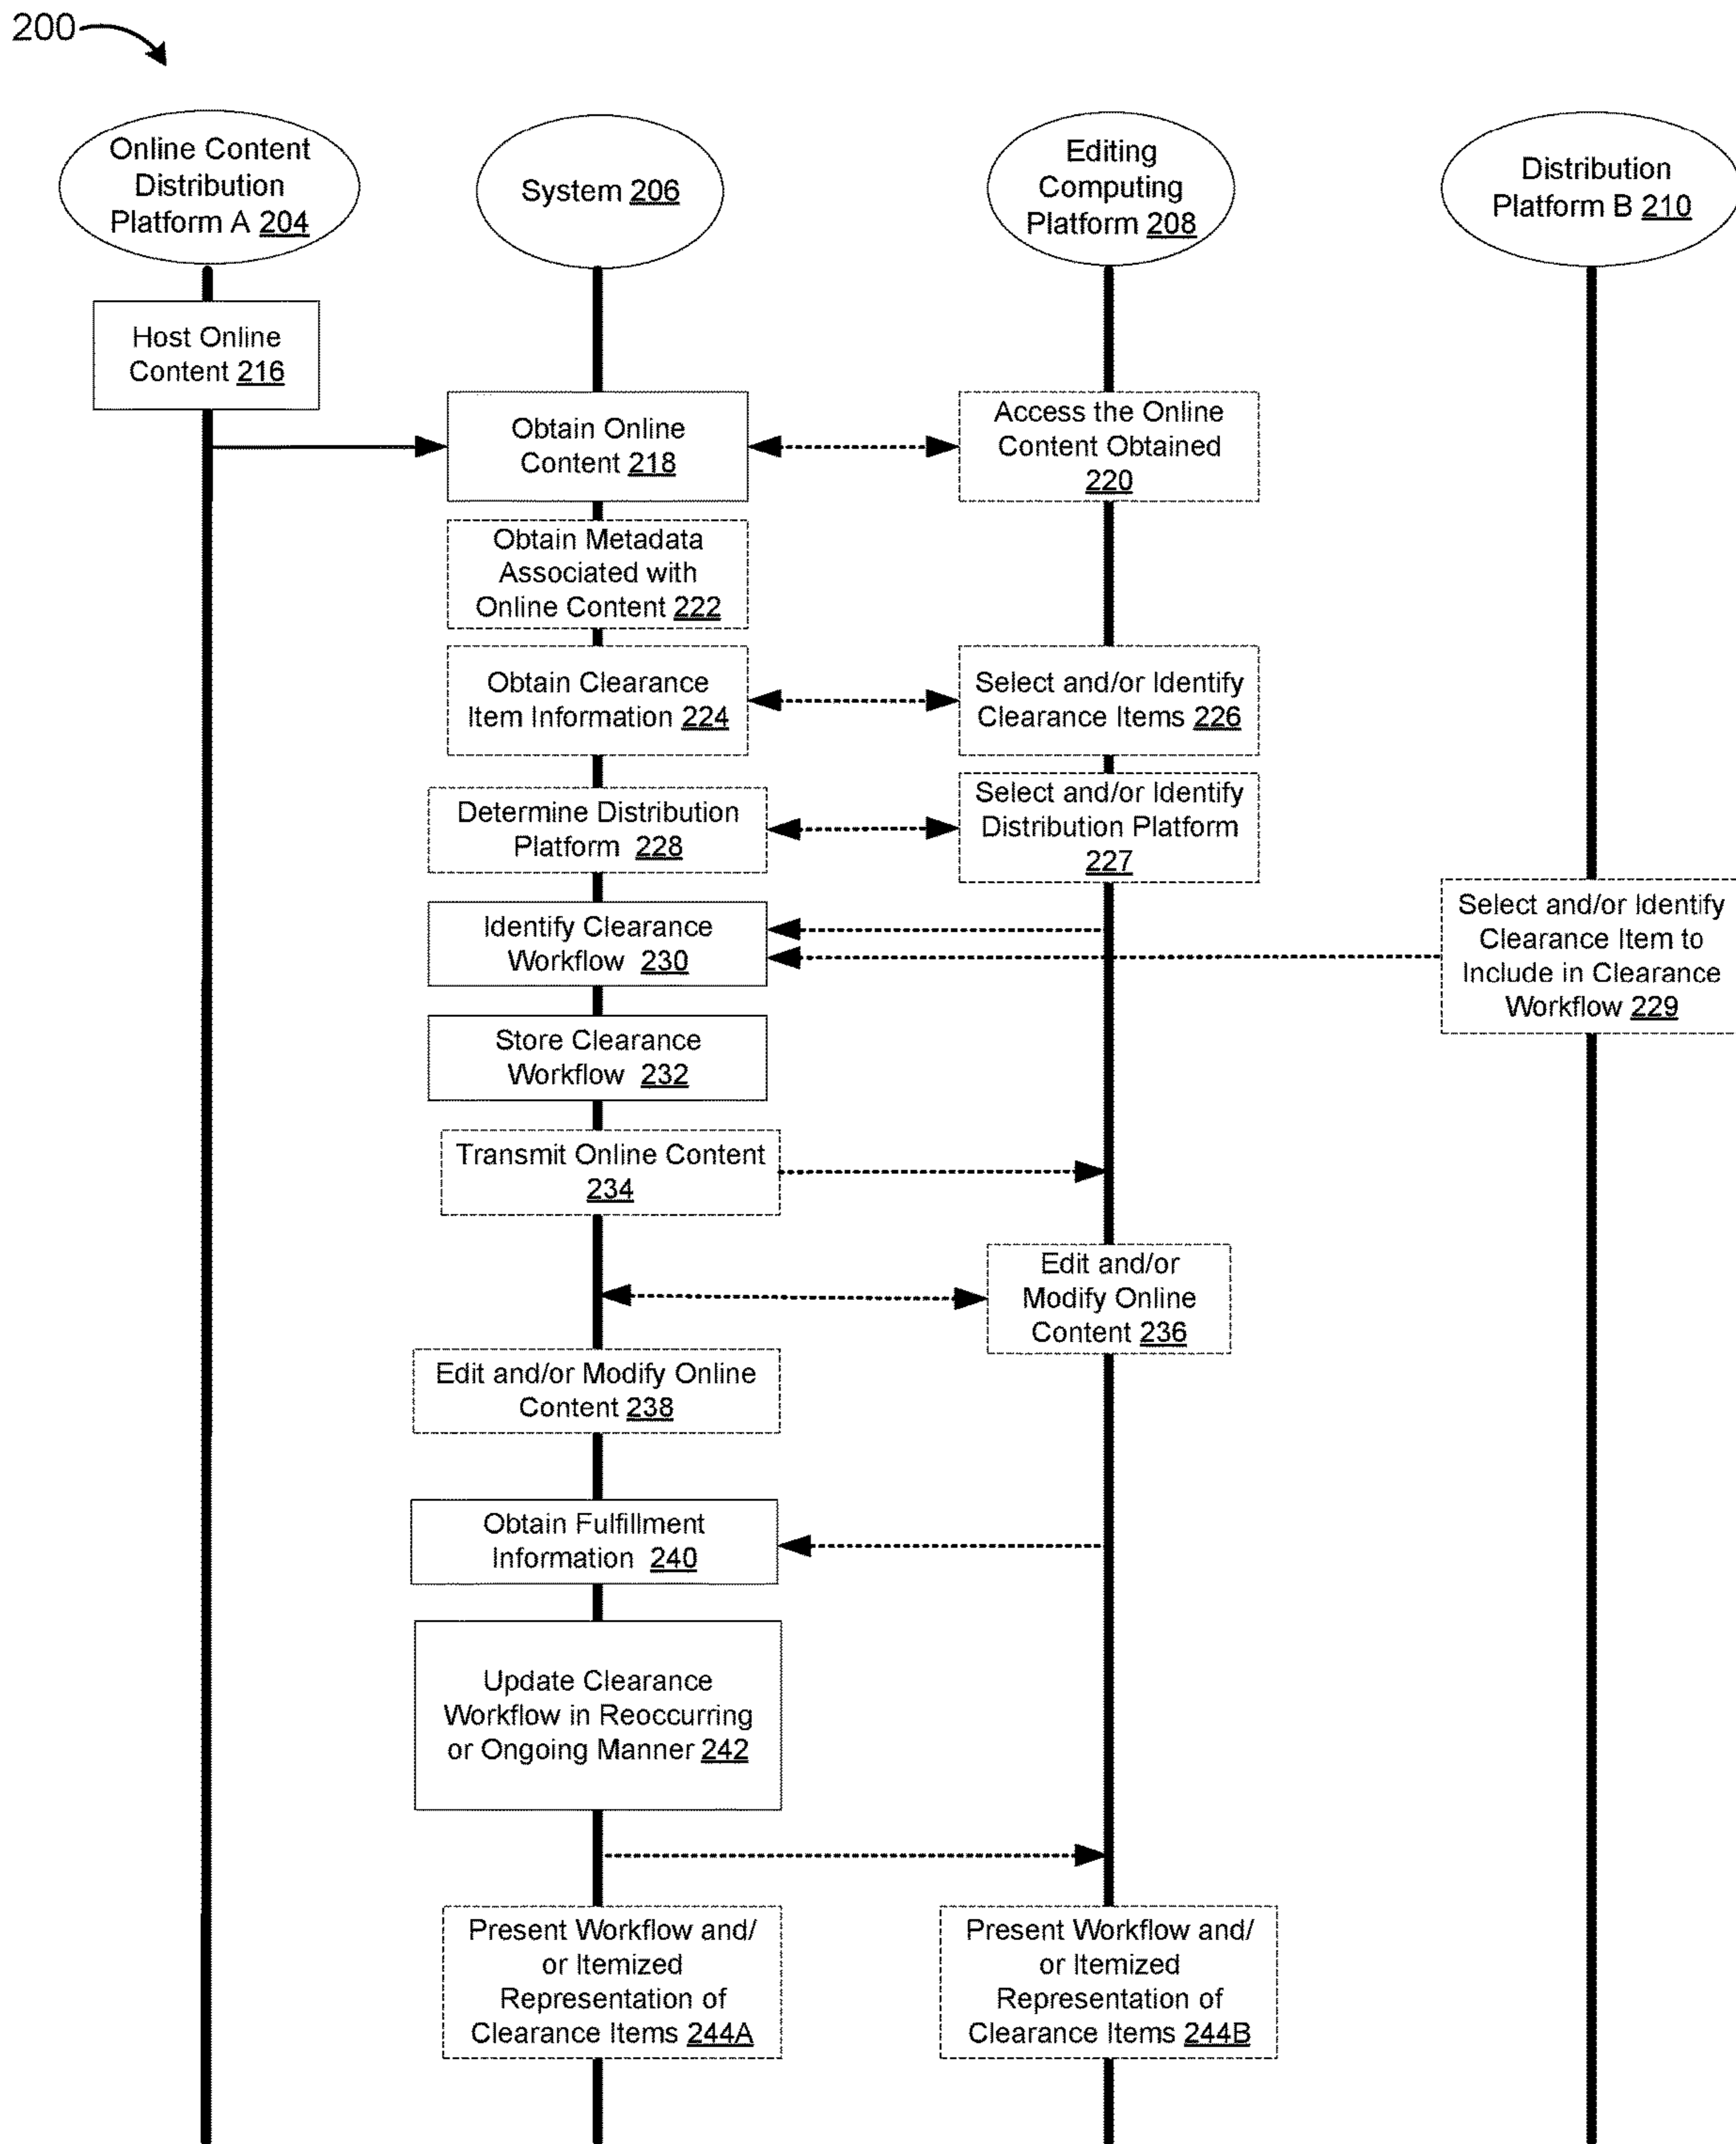 200
Online Content
Distribution
Platform A 204
System 206
Editing
Computing
Platform 208
Distribution
Platform B 210
Host Online
Content 216
Obtain Online
Content 218
Access the Online
Content Obtained
220
Obtain Metadata
Associated with
Online Content 222
Obtain Clearance
Item Information 224
Select and/or Identify
Clearance Items 226
Determine Distribution
Platform 228
Select and/or Identify
Distribution Platform
227
Identify Clearance
Workflow 230
Select and/or Identify
Clearance Item to
Include in Clearance
Workflow 229
Store Clearance
Workflow 232
Transmit Online Content
234
Edit and/or
Modify Online
Content 236
Edit and/or Modify Online
Content 238
Obtain Fulfillment
Information 240
Update Clearance
Workflow in Reoccurring
or Ongoing Manner 242
Present Workflow and/
or Itemized
Representation of
Clearance Items 244A
Present Workflow and/
or Itemized
Representation of
Clearance Items 244B